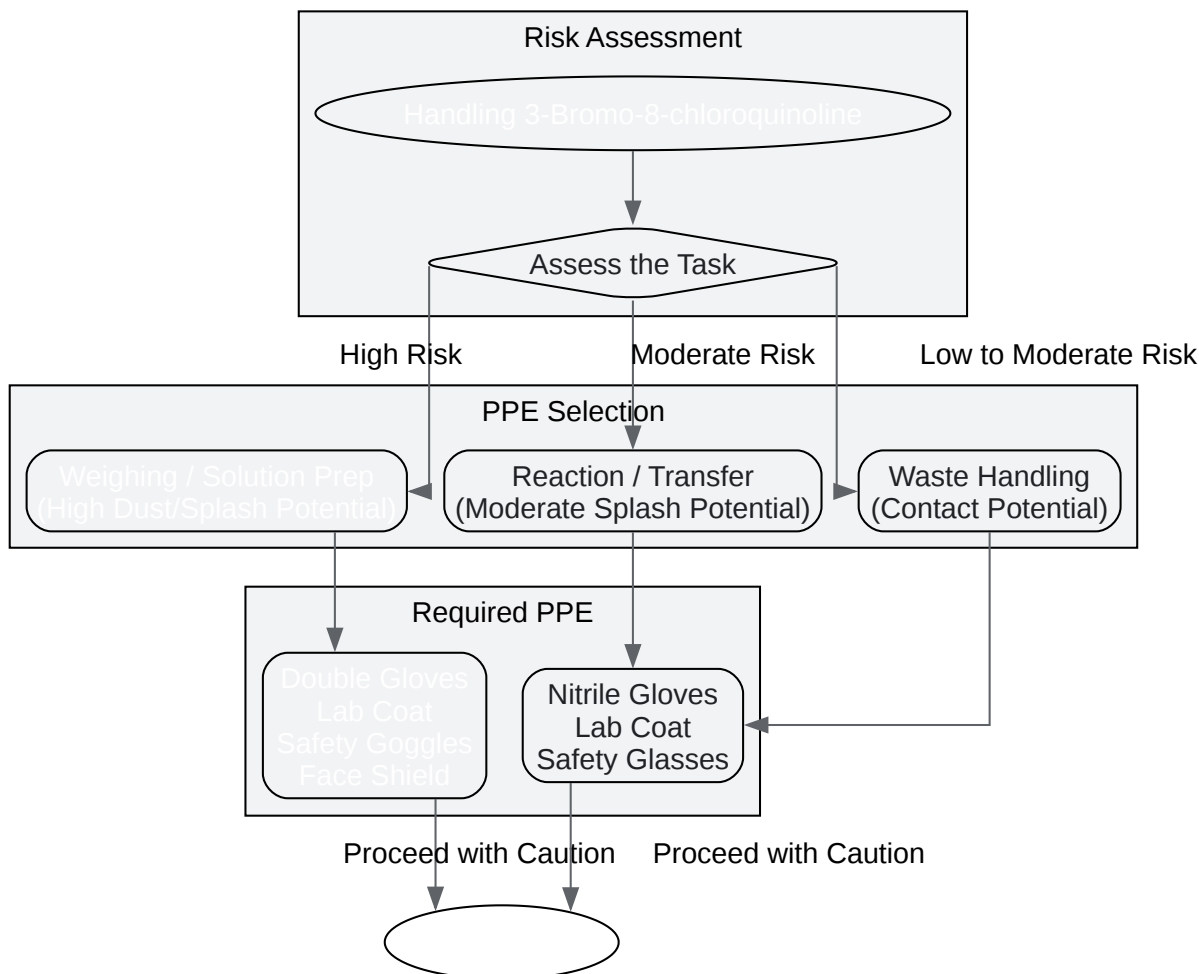 Risk Assessment
Handling 3-Bromo-8-chloroquinoline
Assess the Task
High Risk
Moderate Risk
Low to Moderate Risk
PPE Selection
Weighing / Solution Prep
(High Dust/Splash Potential)
Reaction / Transfer
(Moderate Splash Potential)
Waste Handling
(Contact Potential)
Required PPE
Double Gloves
Lab Coat
Safety Goggles
Face Shield
Nitrile Gloves
Lab Coat
Safety Glasses
Proceed with Caution
Proceed with Caution